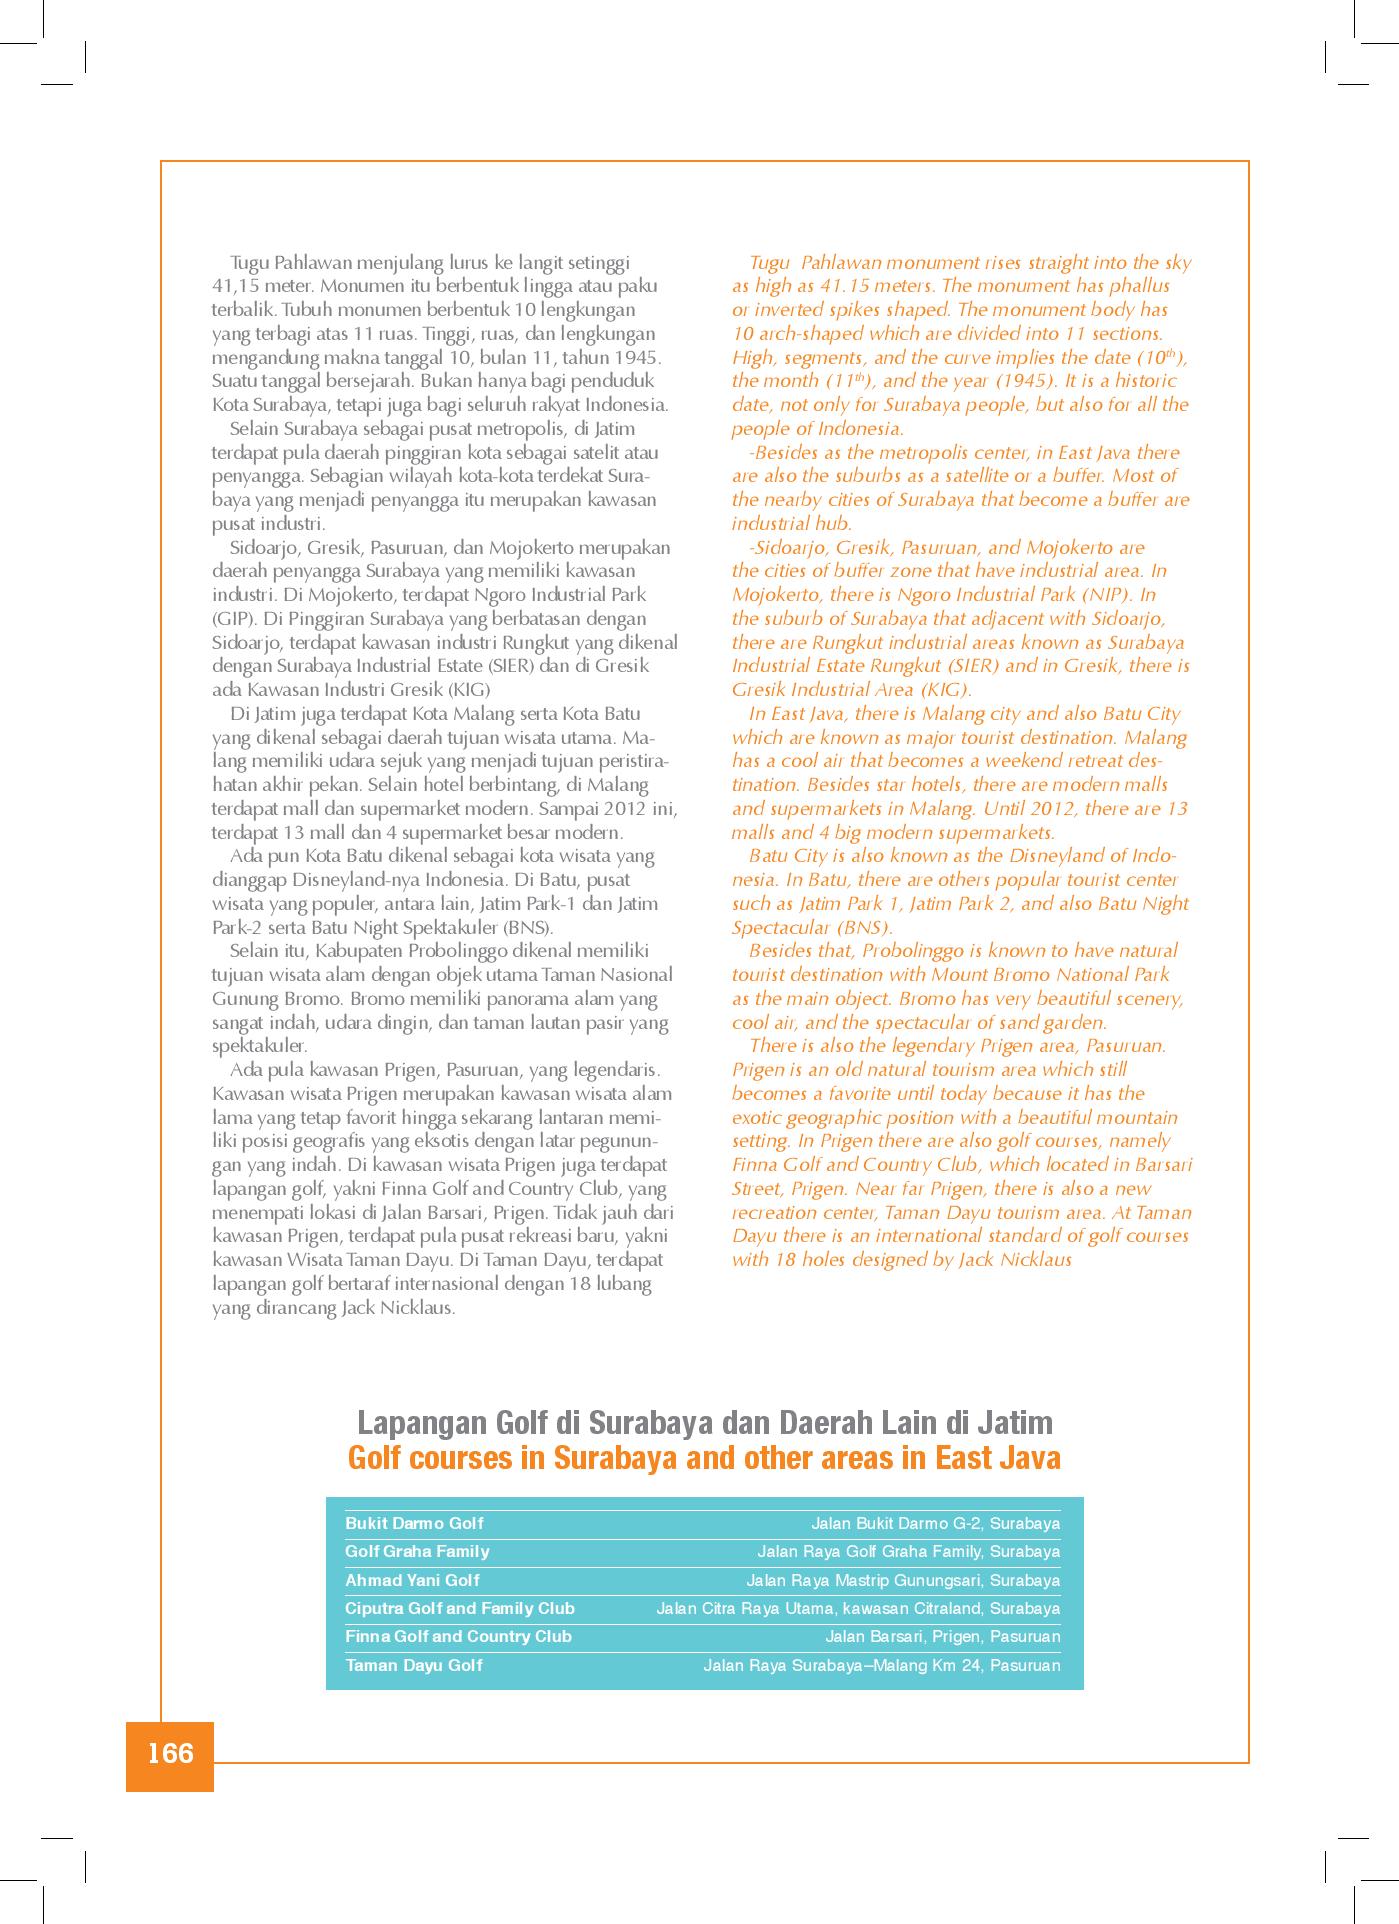 Tugu Pahlawan menjulang lurus ke langit setinggi
41,15 meter. Monumen itu berbentuk lingga atau paku
terbalik. Tubuh monumen berbentuk 10 lengkungan
yang terbagi atas 11 ruas. Tinggi, ruas, dan lengkungan
mengandung makna tanggal 10, bulan 11, tahun 1945.
Suatu tanggal bersejarah. Bukan hanya bagi penduduk
Kota Surabaya, tetapi juga bagi seluruh rakyat Indonesia.
Selain Surabaya sebagai pusat metropolis, di Jatim
terdapat pula daerah pinggiran kota sebagai satelit atau
penyangga. Sebagian wilayah kota-kota terdekat Sura-
baya yang menjadi penyangga itu merupakan kawasan
pusat industri.
Sidoarjo, Gresik, Pasuruan, dan Mojokerto merupakan
daerah penyangga Surabaya yang memiliki kawasan
industri. Di Mojokerto, terdapat Ngoro Industrial Park
(GIP). Di Pinggiran Surabaya yang berbatasan dengan
Sidoarjo, terdapat kawasan industri Rungkut yang dikenal
dengan Surabaya Industrial Estate (SIER) dan di Gresik
ada Kawasan Industri Gresik (KIG)
Di Jatim juga terdapat Kota Malang serta Kota Batu
yang dikenal sebagai daerah tujuan wisata utama. Ma-
lang memiliki udara sejuk yang menjadi tujuan peristira-
hatan akhir pekan. Selain hotel berbintang, di Malang
terdapat mall dan supermarket modern. Sampai 2012 ini,
terdapat 13 mall dan 4 supermarket besar modern.
Ada pun Kota Batu dikenal sebagai kota wisata yang
dianggap Disneyland-nya Indonesia. Di Batu, pusat
wisata yang populer, antara lain, Jatim Park-1 dan Jatim
Park-2 serta Batu Night Spektakuler (BNS).
Selain itu, Kabupaten Probolinggo dikenal memiliki
tujuan wisata alam dengan objek utama Taman Nasional
Gunung Bromo. Bromo memiliki panorama alam yang
sangat indah, udara dingin, dan taman lautan pasir yang
spektakuler.
Ada pula kawasan Prigen, Pasuruan, yang legendaris.
Kawasan wisata Prigen merupakan kawasan wisata alam
lama yang tetap favorit hingga sekarang lantaran memi-
liki posisi geografis yang eksotis dengan latar pegunun-
gan yang indah. Di kawasan wisata Prigen juga terdapat
lapangan golf, yakni Finna Golf and Country Club, yang
menempati lokasi di Jalan Barsari, Prigen. Tidak jauh dari
kawasan Prigen, terdapat pula pusat rekreasi baru, yakni
kawasan Wisata Taman Dayu. Di Taman Dayu, terdapat
lapangan golf bertaraf internasional dengan 18 lubang
yang dirancang Jack Nicklaus.
Tugu Pahlawan monument rises straight into the sky
as high as 41.15 meters. The monument has phallus
or inverted spikes shaped. The monument body has
10 arch-shaped which are divided into 11 sections.
High, segments, and the curve implies the date (10th),
the month (11th), and the year (1945). It is a historic
date, not only for Surabaya people, but also for all the
people of Indonesia.
-Besides as the metropolis center, in East Java there
are also the suburbs as a satellite or a buffer. Most of
the nearby cities of Surabaya that become a buffer are
industrial hub.
-Sidoarjo, Gresik, Pasuruan, and Mojokerto are
the cities of buffer zone that have industrial area. In
Mojokerto, there is Ngoro Industrial Park (NIP). In
the suburb of Surabaya that adjacent with Sidoarjo,
there are Rungkut industrial areas known as Surabaya
Industrial Estate Rungkut (SIER) and in Gresik, there is
Gresik Industrial Area (KIG).
In East Java, there is Malang city and also Batu City
which are known as major tourist destination. Malang
has a cool air that becomes a weekend retreat des-
tination. Besides star hotels, there are modern malls
and supermarkets in Malang. Until 2012, there are 13
malls and 4 big modern supermarkets.
Batu City is also known as the Disneyland of Indo-
nesia. In Batu, there are others popular tourist center
such as Jatim Park 1, Jatim Park 2, and also Batu Night
Spectacular (BNS).
Besides that, Probolinggo is known to have natural
tourist destination with Mount Bromo National Park
as the main object. Bromo has very beautiful scenery,
cool air, and the spectacular of sand garden.
There is also the legendary Prigen area, Pasuruan.
Prigen is an old natural tourism area which still
becomes a favorite until today because it has the
exotic geographic position with a beautiful mountain
setting. In Prigen there are also golf courses, namely
Finna Golf and Country Club, which located in Barsari
Street, Prigen. Near far Prigen, there is also a new
recreation center, Taman Dayu tourism area. At Taman
Dayu there is an international standard of golf courses
with 18 holes designed by Jack Nicklaus
Lapangan Golf di Surabaya dan Daerah Lain di Jatim
Golf courses in Surabaya and other areas in East Java
Bukit Darmo Golf Jalan Bukit Darmo G-2, Surabaya
Golf Graha Family Jalan Raya Golf Graha Family, Surabaya
Ahmad Yani Golf Jalan Raya Mastrip Gunungsari, Surabaya
Ciputra Golf and Family Club Jalan Citra Raya Utama, kawasan Citraland, Surabaya
Finna Golf and Country Club Jalan Barsari, Prigen, Pasuruan
Taman Dayu Golf Jalan Raya Surabaya–Malang Km 24, Pasuruan
166